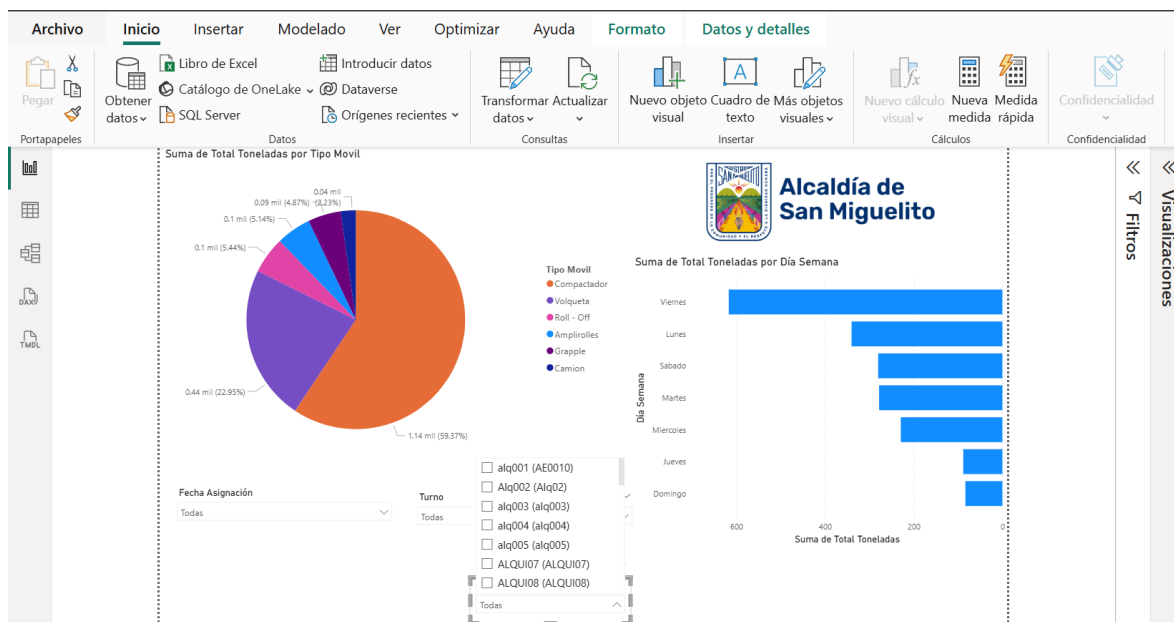 Archivo Inicio Insertar Modelado Ver Optimizar Ayuda Formato Datos y detalles
Pegar
Portapapeles
Obtener datos
Libro de Excel
Catálogo de OneLake
SQL Server
Introducir datos
Dataverse
Orígenes recientes
Datos
Transformar datos
Actualizar
Consultas
Nuevo objeto visual
Cuadro de texto
Más objetos visuales
Insertar
Nuevo cálculo visual
Nueva medida
Medida rápida
Cálculos
Confidencialidad
Confidencialidad
DAX
TMDL
Suma de Total Toneladas por Tipo Movil
0.04 mil
(2.23%)
0.09 mil (4.87%)
0.1 mil (5.14%)
0.1 mil (5.44%)
0.44 mil (22.95%)
1.14 mil (59.37%)
Tipo Movil
Compactador
Volqueta
Roll - Off
Amplirolles
Grapple
Camion
Alcaldía de
San Miguelito
Suma de Total Toneladas por Día Semana
Día Semana
Viernes
Lunes
Sabado
Martes
Miercoles
Jueves
Domingo
600 400 200 0
Suma de Total Toneladas
Fecha Asignación
Todas
Turno
Todas
alq001 (AE0010)
Alq002 (Alq02)
alq003 (alq003)
alq004 (alq004)
alq005 (alq005)
ALQUI07 (ALQUI07)
ALQUI08 (ALQUI08)
Todas
Filtros
Visualizaciones